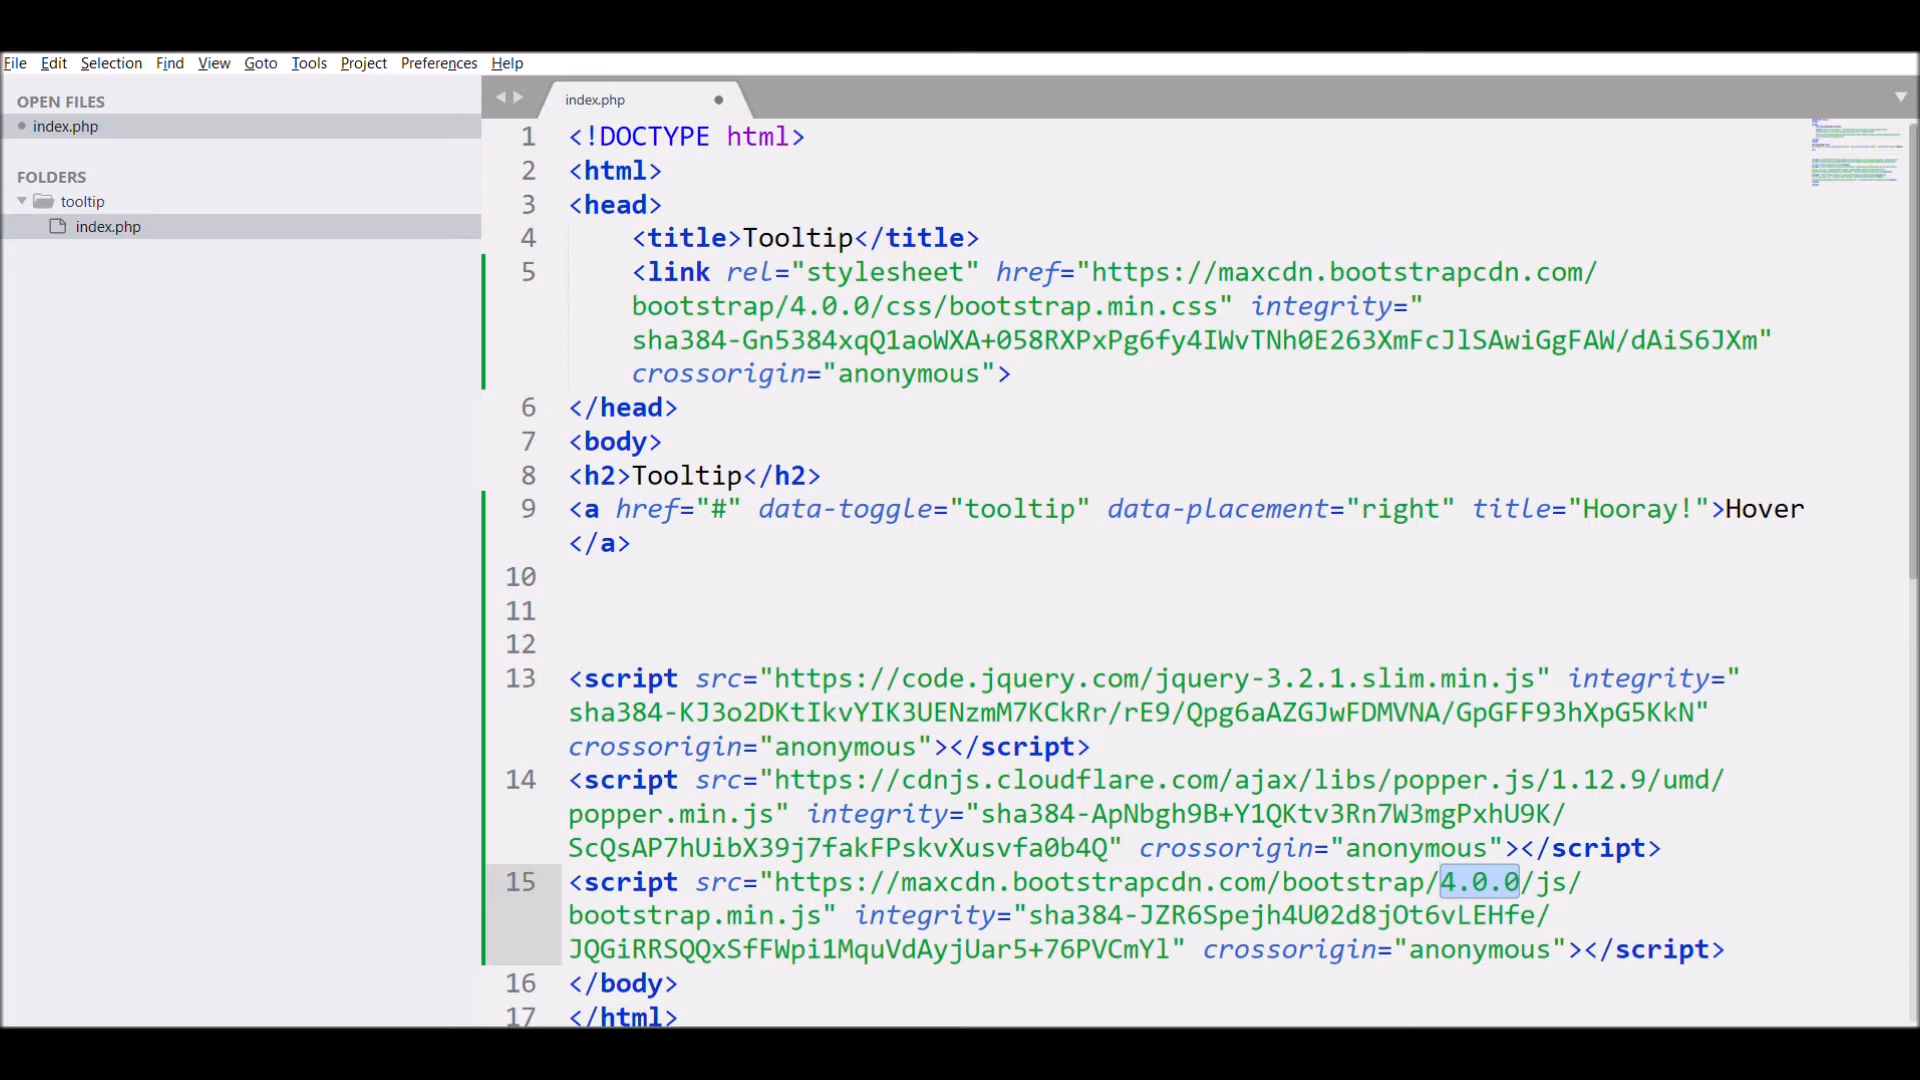 File Edit Selection Find View Goto Tools Project Preferences Help
OPEN FILES
index.php
FOLDERS
tooltip
index.php
index.php
1 <!DOCTYPE html>
2 <html>
3 <head>
4 <title>Tooltip</title>
5 <link rel="stylesheet" href="https://maxcdn.bootstrapcdn.com/
bootstrap/4.0.0/css/bootstrap.min.css" integrity="
sha384-Gn5384xqQ1aoWXA+058RXPxPg6fy4IWvTNh0E263XmFcJlSAwiGgFAW/dAiS6JXm"
crossorigin="anonymous">
6 </head>
7 <body>
8 <h2>Tooltip</h2>
9 <a href="#" data-toggle="tooltip" data-placement="right" title="Hooray!">Hover
</a>
10
11
12
13 <script src="https://code.jquery.com/jquery-3.2.1.slim.min.js" integrity="
sha384-KJ3o2DKtIkvYIK3UENzmM7KCkRr/rE9/Qpg6aAZGJwFDMVNA/GpGFF93hXpG5KkN"
crossorigin="anonymous"></script>
14 <script src="https://cdnjs.cloudflare.com/ajax/libs/popper.js/1.12.9/umd/
popper.min.js" integrity="sha384-ApNbgh9B+Y1QKtv3Rn7W3mgPxhU9K/
ScQsAP7hUibX39j7fakFPskvXusvfa0b4Q" crossorigin="anonymous"></script>
15 <script src="https://maxcdn.bootstrapcdn.com/bootstrap/4.0.0/js/
bootstrap.min.js" integrity="sha384-JZR6Spejh4U02d8jOt6vLEHfe/
JQGiRRSQQxSfFWpi1MquVdAyjUar5+76PVCmYl" crossorigin="anonymous"></script>
16 </body>
17 </html>